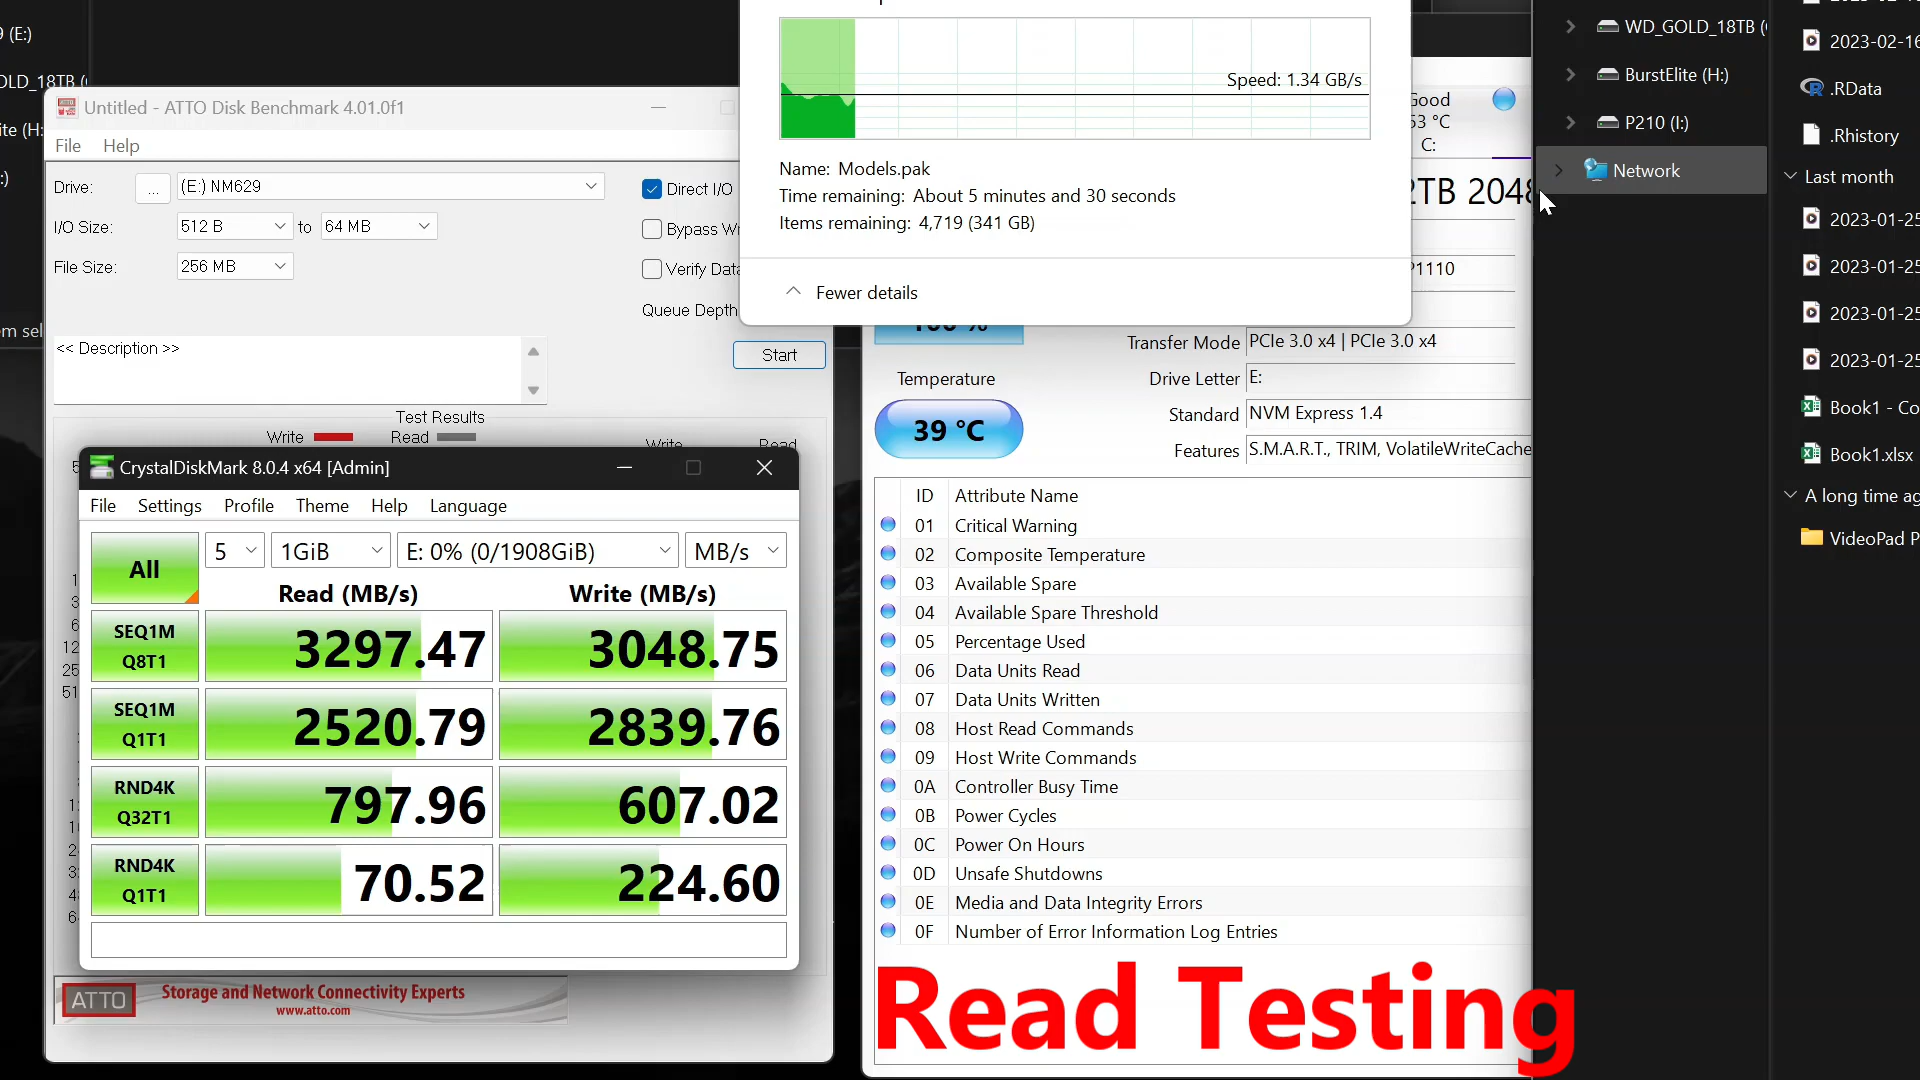 9 (E:)
OLD_18TB (
ite (H:
:)
em sel
Untitled - ATTO Disk Benchmark 4.01.0f1
File Help
Drive: ... (E:) NM629
I/O Size: 512 B to 64 MB
File Size: 256 MB
Direct I/O
Bypass Wr
Verify Data
Queue Depth
<< Description >>
Start
Test Results
Write Read
Write Read
CrystalDiskMark 8.0.4 x64 [Admin]
File Settings Profile Theme Help Language
All 5 1GiB E: 0% (0/1908GiB) MB/s
Read (MB/s) Write (MB/s)
SEQ1M
Q8T1
3297.47 3048.75
SEQ1M
Q1T1
2520.79 2839.76
RND4K
Q32T1
797.96 607.02
RND4K
Q1T1
70.52 224.60
ATTO
Storage and Network Connectivity Experts
www.atto.com
Speed: 1.34 GB/s
Name: Models.pak
Time remaining: About 5 minutes and 30 seconds
Items remaining: 4,719 (341 GB)
Fewer details
Good
53 °C
C:
2TB 2048
P1110
100 %
Transfer Mode PCIe 3.0 x4 | PCIe 3.0 x4
Temperature
39 °C
Drive Letter E:
Standard NVM Express 1.4
Features S.M.A.R.T., TRIM, VolatileWriteCache
ID Attribute Name
01 Critical Warning
02 Composite Temperature
03 Available Spare
04 Available Spare Threshold
05 Percentage Used
06 Data Units Read
07 Data Units Written
08 Host Read Commands
09 Host Write Commands
0A Controller Busy Time
0B Power Cycles
0C Power On Hours
0D Unsafe Shutdowns
0E Media and Data Integrity Errors
0F Number of Error Information Log Entries
Read Testing
WD_GOLD_18TB (
BurstElite (H:)
P210 (I:)
Network
2023-02-16
.RData
.Rhistory
Last month
2023-01-25
2023-01-25
2023-01-25
2023-01-25
Book1 - Co
Book1.xlsx
A long time ag
VideoPad P